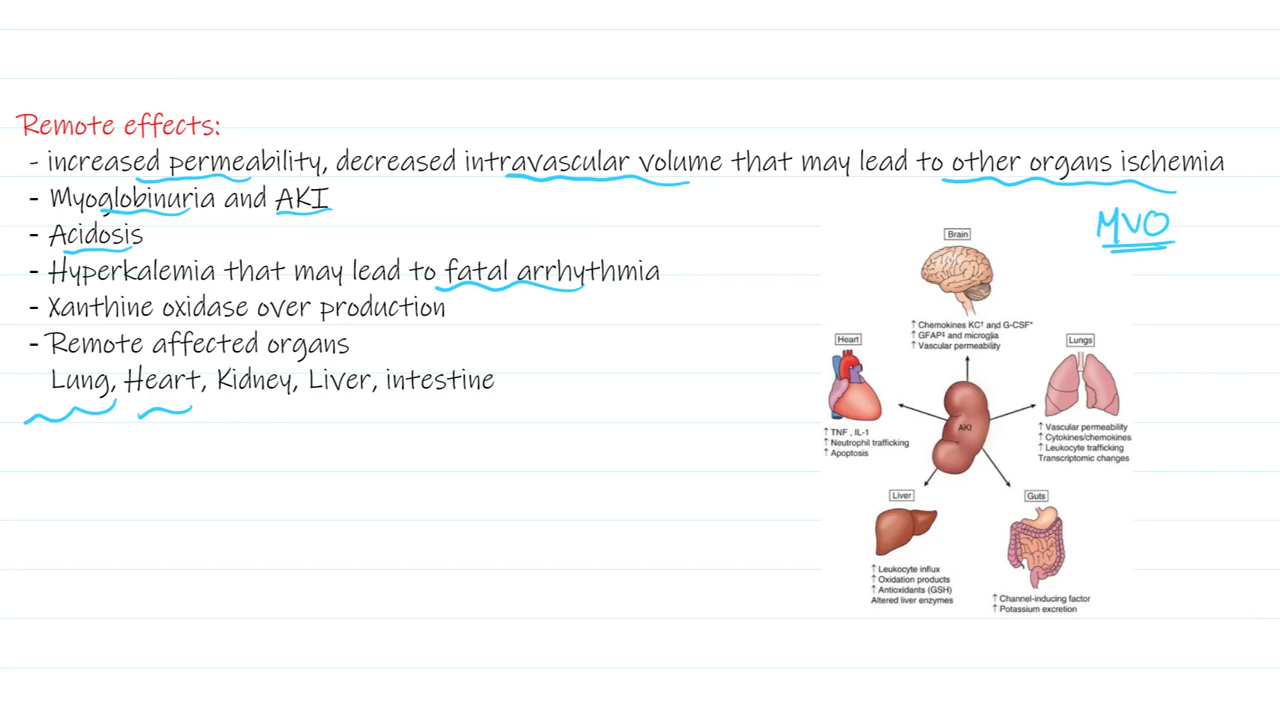 Remote effects:
- increased permeability, decreased intravascular volume that may lead to other organs ischemia
- Myoglobinuria and AKI
- Acidosis
- Hyperkalemia that may lead to fatal arrhythmia
- Xanthine oxidase over production
- Remote affected organs
Lung, Heart, Kidney, Liver, intestine
MVO
Brain
↑ Chemokines KC† and G-CSF*
↑ GFAP‡ and microglia
↑ Vascular permeability
Heart
↑ TNF , IL-1
↑ Neutrophil trafficking
↑ Apoptosis
Lungs
↑ Vascular permeability
↑ Cytokines/chemokines
↑ Leukocyte trafficking
Transcriptomic changes
AKI
Liver
↑ Leukocyte influx
↑ Oxidation products
↑ Antioxidants (GSH)
Altered liver enzymes
Guts
↑ Channel-inducing factor
↑ Potassium excretion